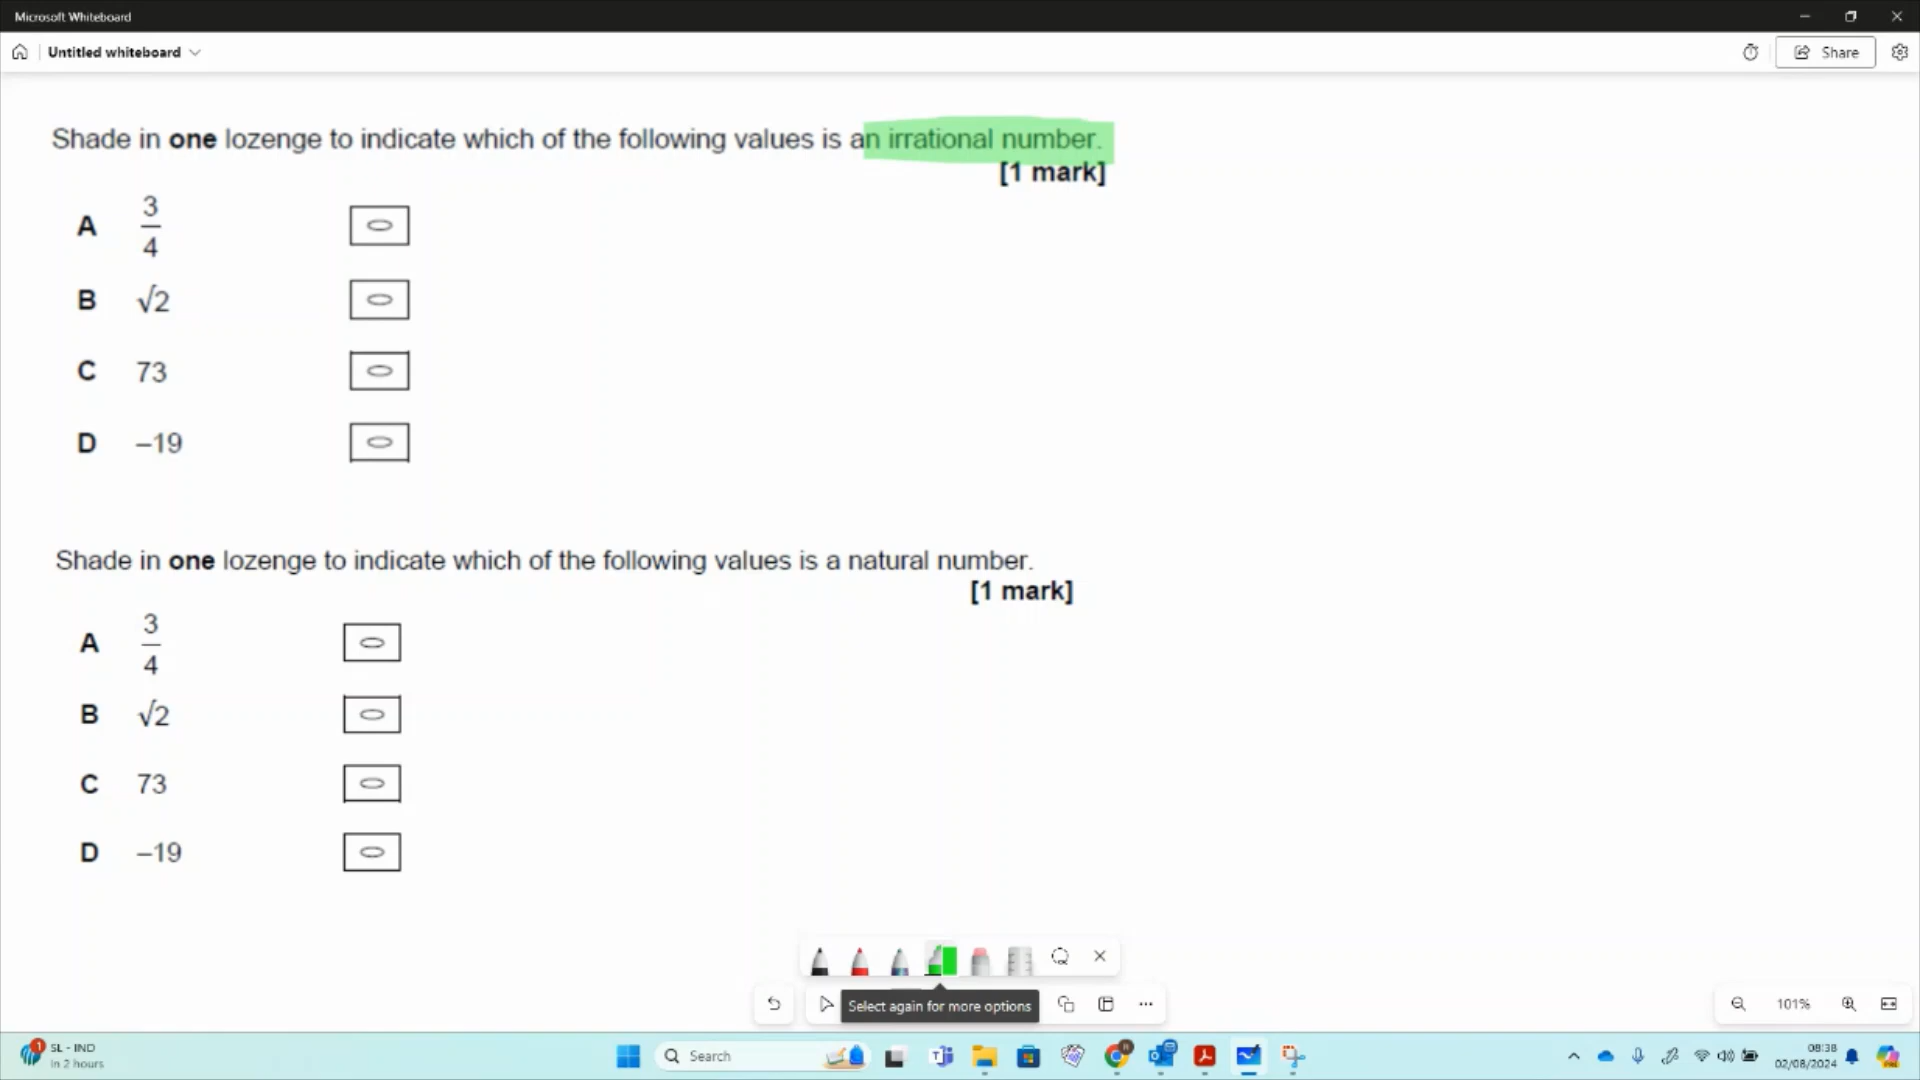 Microsoft Whiteboard
Untitled whiteboard
Share
Shade in one lozenge to indicate which of the following values is an irrational number.
[1 mark]
A 3/4
B √2
C 73
D –19
Shade in one lozenge to indicate which of the following values is a natural number.
[1 mark]
A 3/4
B √2
C 73
D –19
Select again for more options
101%
1
SL - IND
in 2 hours
Search
08:38
02/08/2024